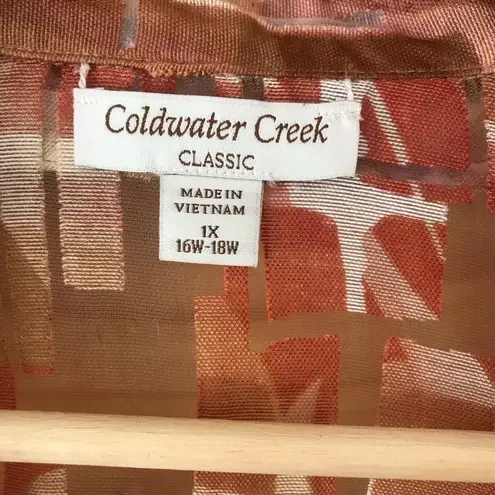 Coldwater Creek
CLASSIC
MADE IN
VIETNAM
1X
16W-18W